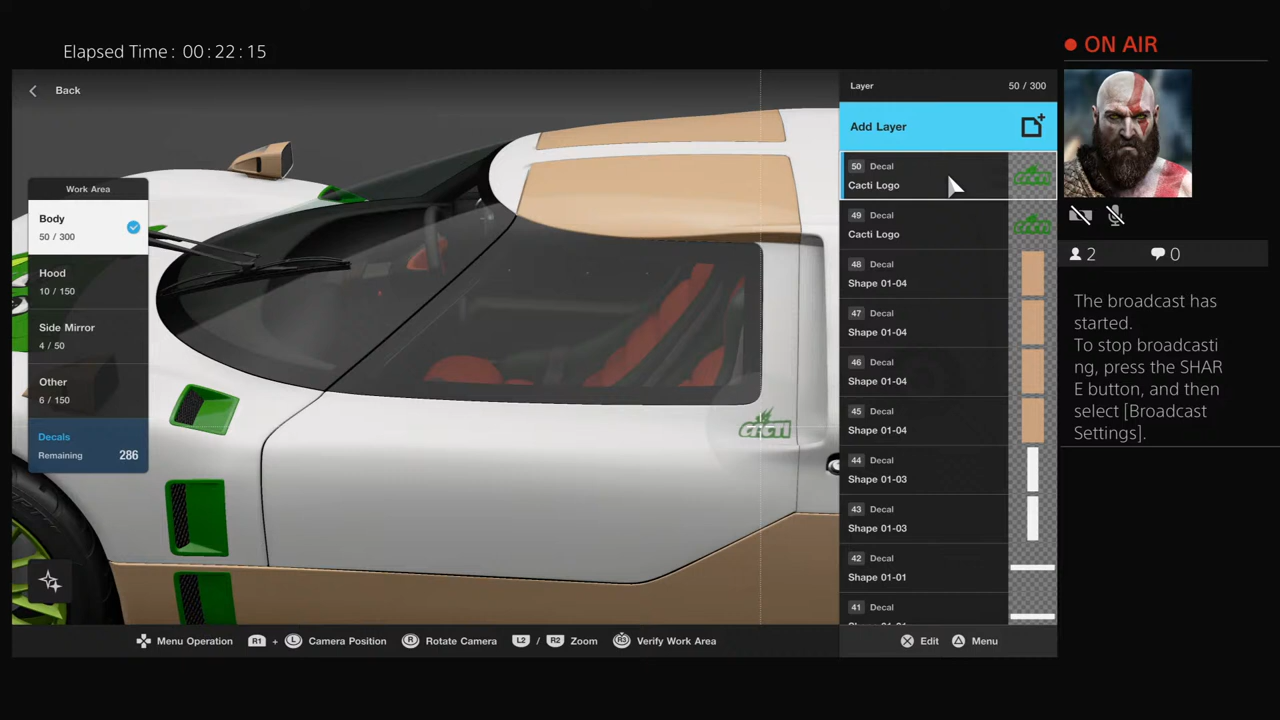 Elapsed Time: 00:22:15
ON AIR
Back
Layer 50 / 300
Add Layer
Work Area
Body
50 / 300
Hood
10 / 150
Side Mirror
4 / 50
Other
6 / 150
Decals
Remaining 286
50 Decal
Cacti Logo
49 Decal
Cacti Logo
48 Decal
Shape 01-04
47 Decal
Shape 01-04
46 Decal
Shape 01-04
45 Decal
Shape 01-04
44 Decal
Shape 01-03
43 Decal
Shape 01-03
42 Decal
Shape 01-01
41 Decal
Shape 01-01
CACTI
2 0
The broadcast has
started.
To stop broadcasti
ng, press the SHAR
E button, and then
select [Broadcast
Settings].
Menu Operation R1 + L Camera Position R Rotate Camera L2 / R2 Zoom R3 Verify Work Area Edit Menu